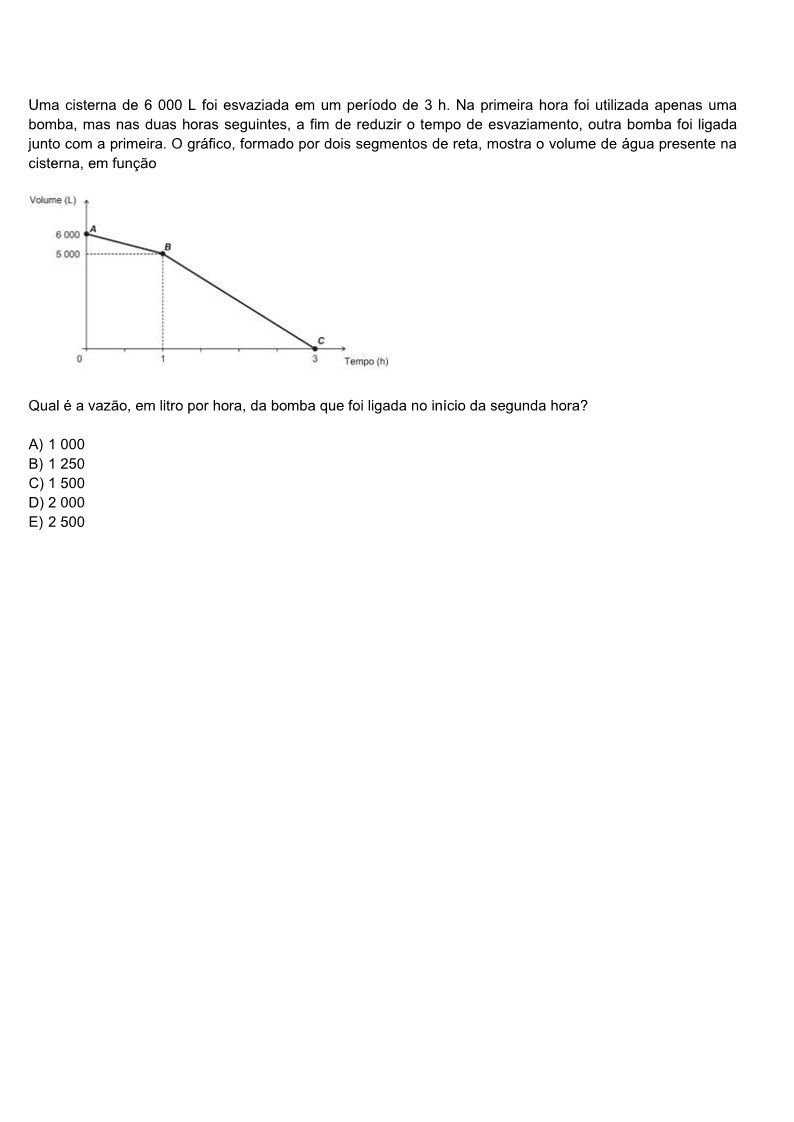 Uma cisterna de 6 000 L foi esvaziada em um período de 3 h. Na primeira hora foi utilizada apenas uma
bomba, mas nas duas horas seguintes, a fim de reduzir o tempo de esvaziamento, outra bomba foi ligada
junto com a primeira. O gráfico, formado por dois segmentos de reta, mostra o volume de água presente na
cisterna, em função
Volume (L)
6 000
A
5 000
B
C
0
1
3
Tempo (h)
Qual é a vazão, em litro por hora, da bomba que foi ligada no início da segunda hora?
A) 1 000
B) 1 250
C) 1 500
D) 2 000
E) 2 500